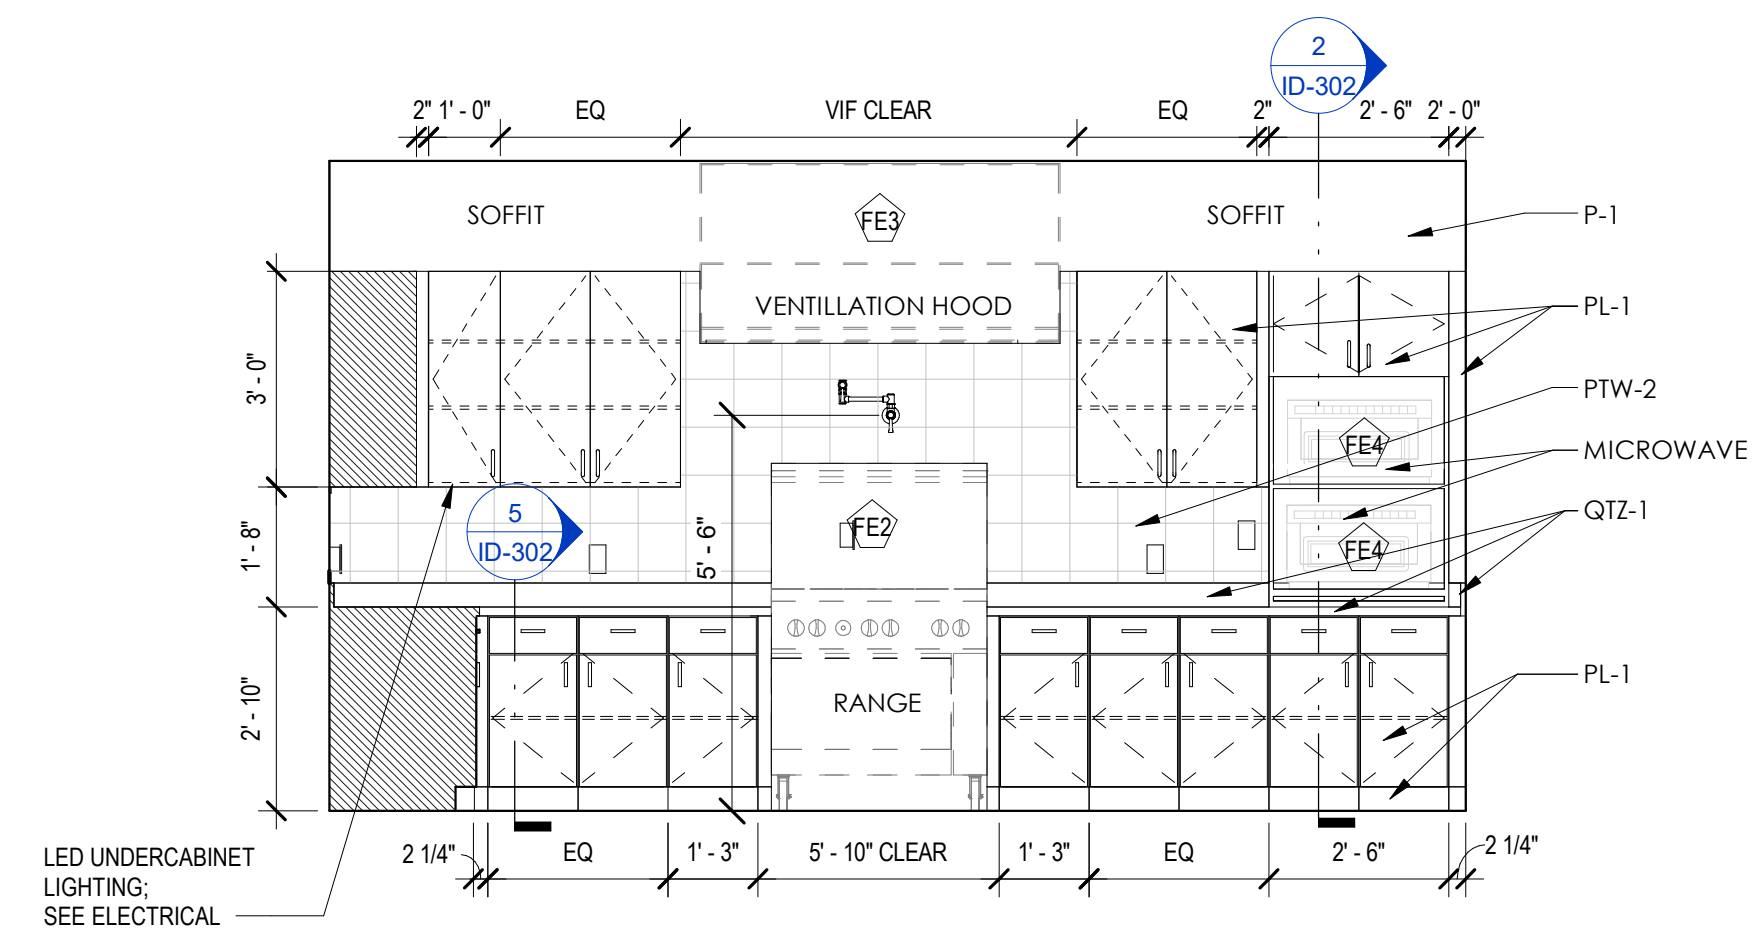 2
ID-302
2" 1' - 0" EQ VIF CLEAR EQ 2" 2' - 6" 2' - 0"
SOFFIT
FE3
SOFFIT
P-1
VENTILLATION HOOD
PL-1
3' - 0"
PTW-2
FE4
MICROWAVE
5
ID-302
FE2
QTZ-1
1' - 8"
5' - 6"
FE4
2' - 10"
RANGE
PL-1
LED UNDERCABINET
LIGHTING;
SEE ELECTRICAL
2 1/4" EQ 1' - 3" 5' - 10" CLEAR 1' - 3" EQ 2' - 6" 2 1/4"